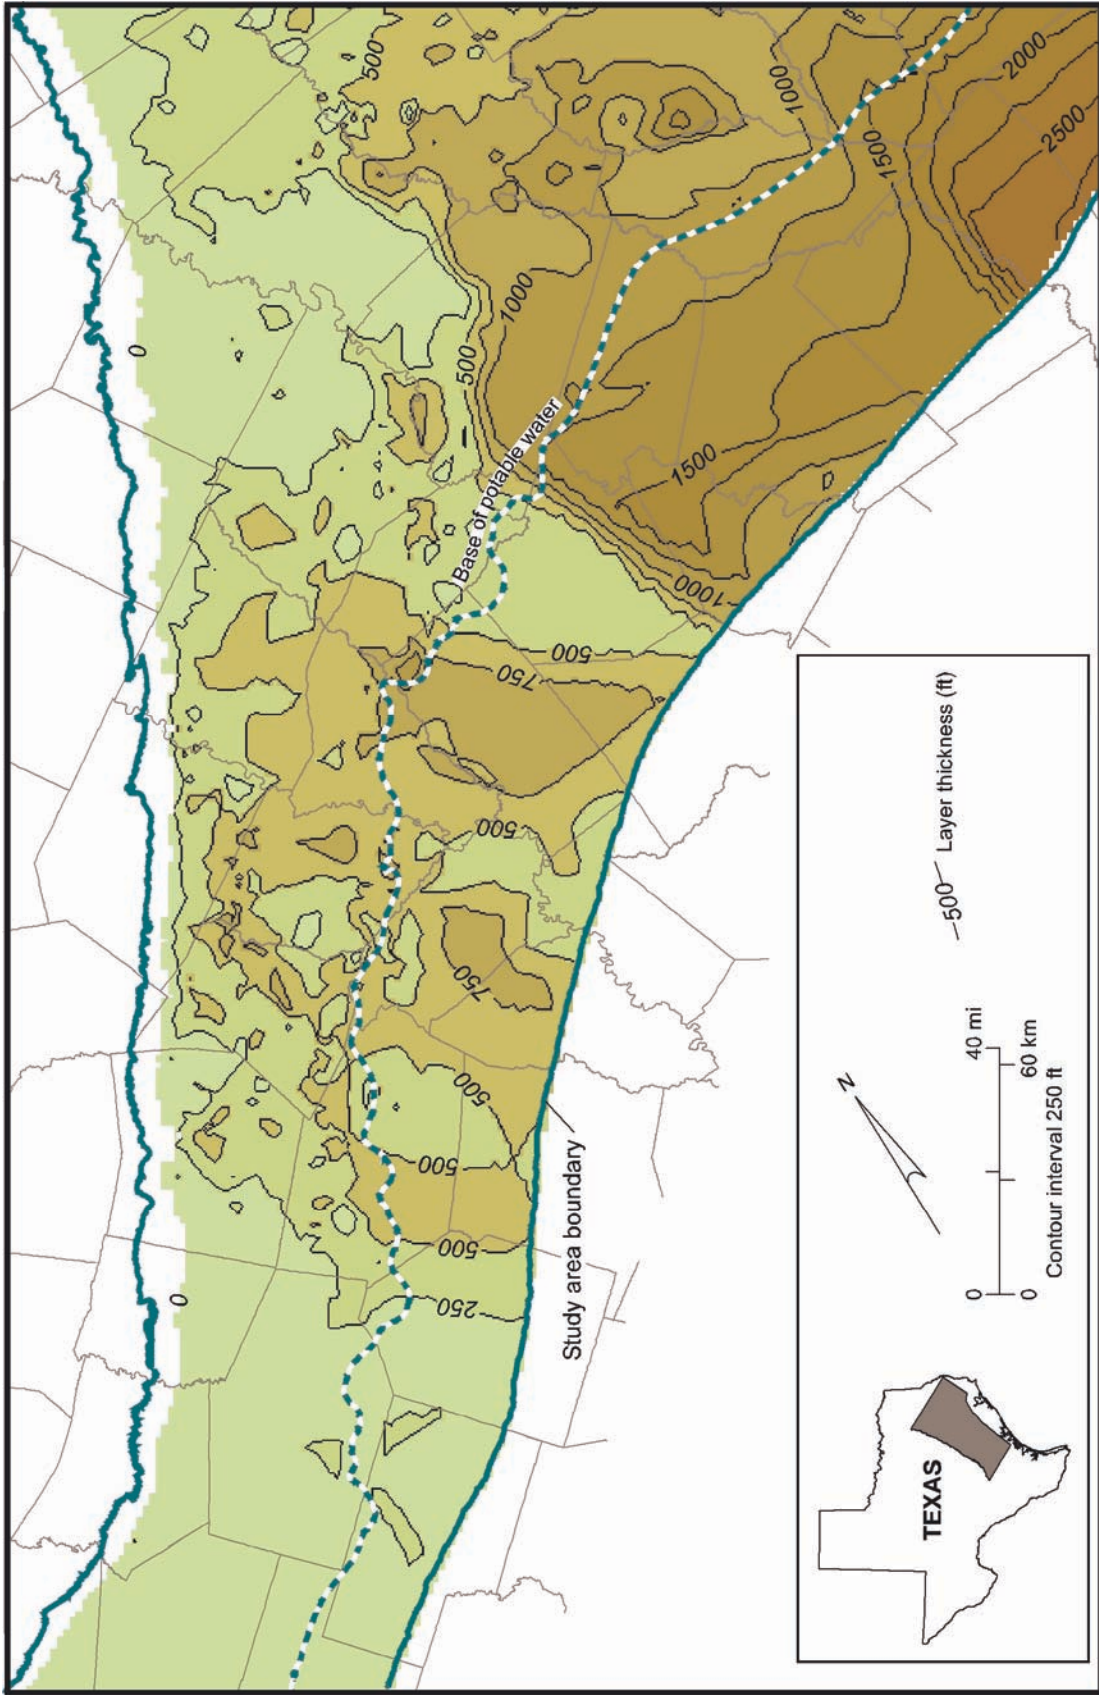 500
2000
1000
2500
1500
1000
0
500
Base of potable water
1500
1000
500
750
500
750
500
500
500
250
0
Study area boundary
TEXAS
N
0 40 mi
0 60 km
Contour interval 250 ft
500 Layer thickness (ft)